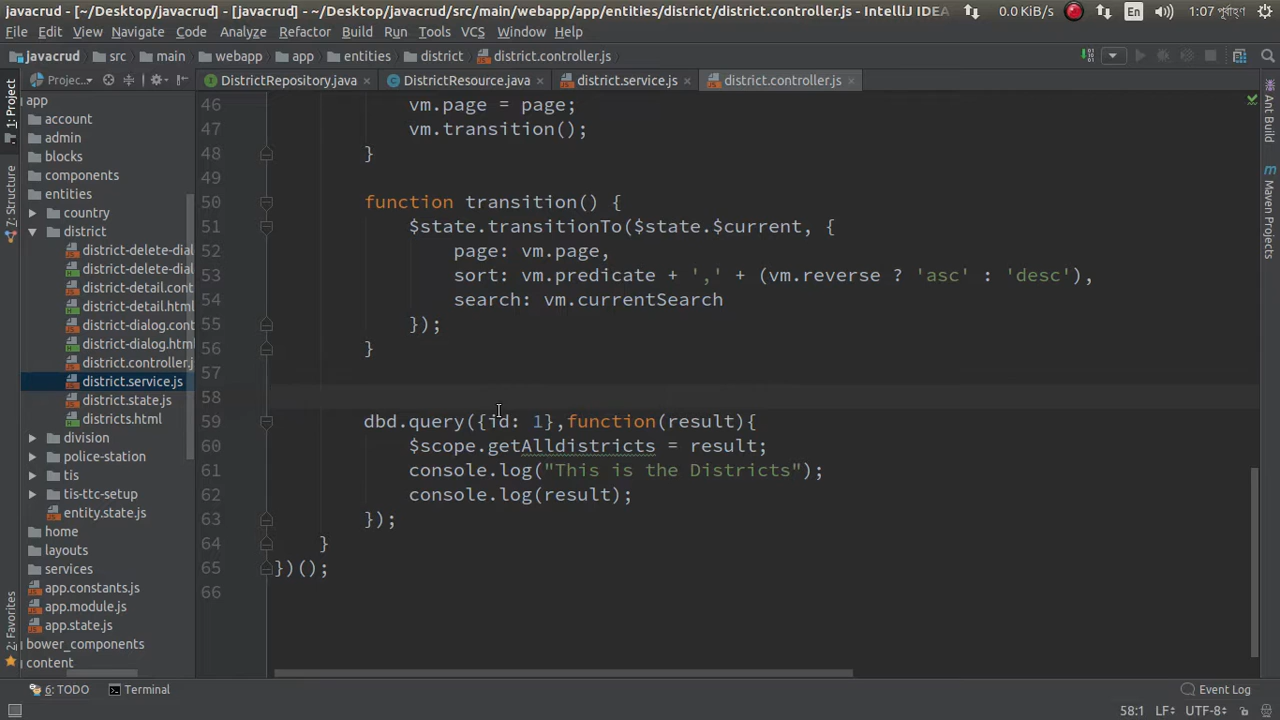 javacrud - [~/Desktop/javacrud] - [javacrud] - ~/Desktop/javacrud/src/main/webapp/app/entities/district/district.controller.js - IntelliJ IDEA
0.0 KiB/s
En
1:07 পূর্বাহ্ণ
File Edit View Navigate Code Analyze Refactor Build Run Tools VCS Window Help
javacrud src main webapp app entities district district.controller.js
Projec...
DistrictRepository.java DistrictResource.java district.service.js district.controller.js
1: Project
7: Structure
2: Favorites
Ant Build
Maven Projects
app
account
admin
blocks
components
entities
country
district
district-delete-dial
district-delete-dial
district-detail.cont
district-detail.html
district-dialog.cont
district-dialog.html
district.controller.j
district.service.js
district.state.js
districts.html
division
police-station
tis
tis-ttc-setup
entity.state.js
home
layouts
services
app.constants.js
app.module.js
app.state.js
bower_components
content
46 vm.page = page;
47 vm.transition();
48 }
49
50 function transition() {
51 $state.transitionTo($state.$current, {
52 page: vm.page,
53 sort: vm.predicate + ',' + (vm.reverse ? 'asc' : 'desc'),
54 search: vm.currentSearch
55 });
56 }
57
58
59 dbd.query({id: 1},function(result){
60 $scope.getAlldistricts = result;
61 console.log("This is the Districts");
62 console.log(result);
63 });
64 }
65 })();
66
6: TODO Terminal Event Log
58:1 LF÷ UTF-8÷